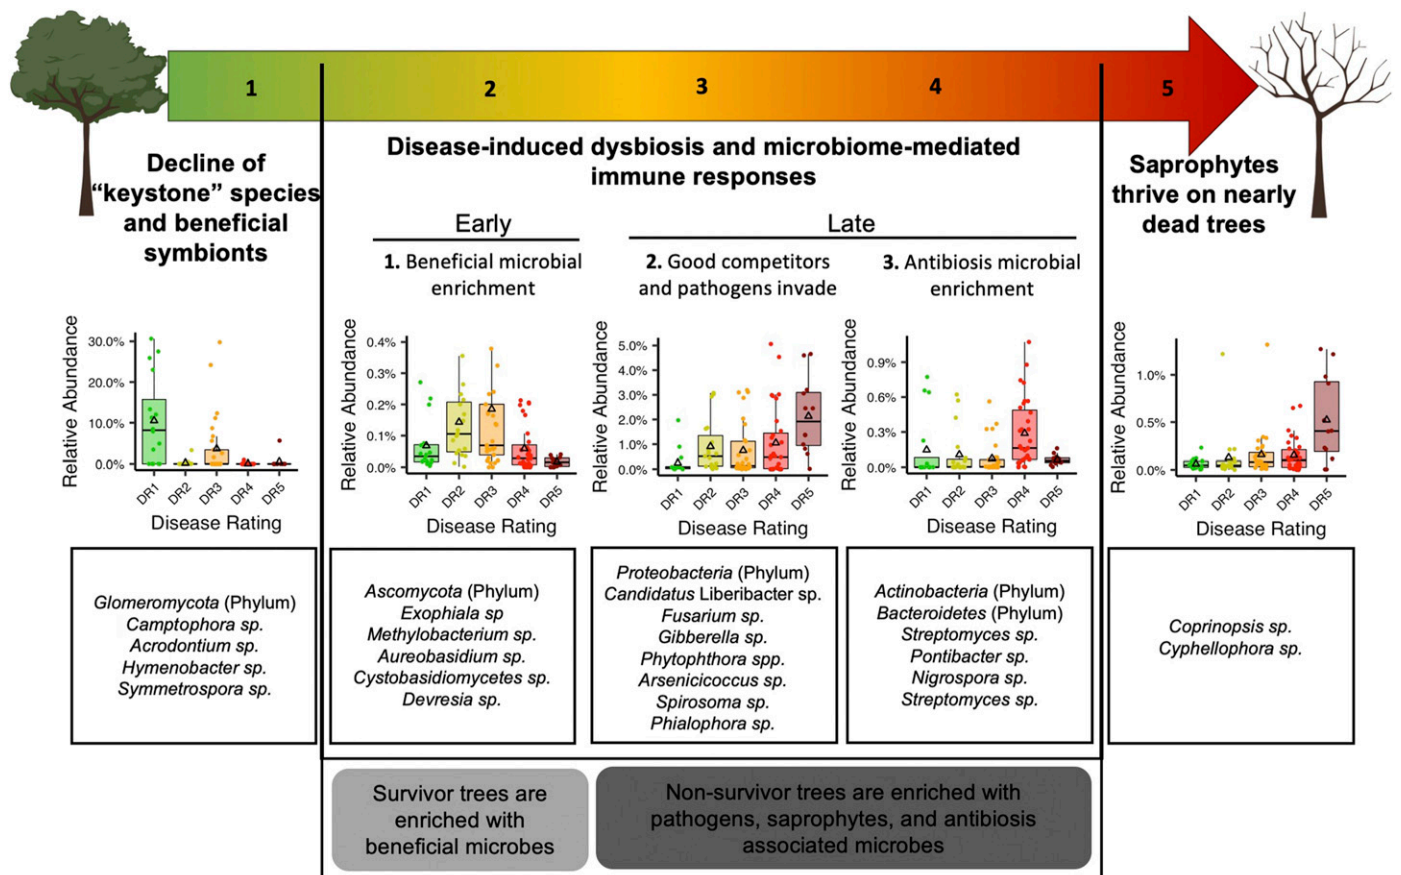 1
2
3
4
5
Decline of
“keystone” species
and beneficial
symbionts
Disease-induced dysbiosis and microbiome-mediated
immune responses
Saprophytes
thrive on nearly
dead trees
Early
Late
1. Beneficial microbial
enrichment
2. Good competitors
and pathogens invade
3. Antibiosis microbial
enrichment
Relative Abundance
30.0%
20.0%
10.0%
0.0%
DR1
DR2
DR3
DR4
DR5
Disease Rating
Relative Abundance
0.4%
0.3%
0.2%
0.1%
0.0%
DR1
DR2
DR3
DR4
DR5
Disease Rating
Relative Abundance
5.0%
4.0%
3.0%
2.0%
1.0%
0.0%
DR1
DR2
DR3
DR4
DR5
Disease Rating
Relative Abundance
0.9%
0.6%
0.3%
0.0%
DR1
DR2
DR3
DR4
DR5
Disease Rating
Relative Abundance
1.0%
0.5%
0.0%
DR1
DR2
DR3
DR4
DR5
Disease Rating
Glomeromycota (Phylum)
Camptophora sp.
Acrodontium sp.
Hymenobacter sp.
Symmetrospora sp.
Ascomycota (Phylum)
Exophiala sp
Methylobacterium sp.
Aureobasidium sp.
Cystobasidiomycetes sp.
Devresia sp.
Proteobacteria (Phylum)
Candidatus Liberibacter sp.
Fusarium sp.
Gibberella sp.
Phytophthora spp.
Arsenicicoccus sp.
Spirosoma sp.
Phialophora sp.
Actinobacteria (Phylum)
Bacteroidetes (Phylum)
Streptomyces sp.
Pontibacter sp.
Nigrospora sp.
Streptomyces sp.
Coprinopsis sp.
Cyphellophora sp.
Survivor trees are
enriched with
beneficial microbes
Non-survivor trees are enriched with
pathogens, saprophytes, and antibiosis
associated microbes